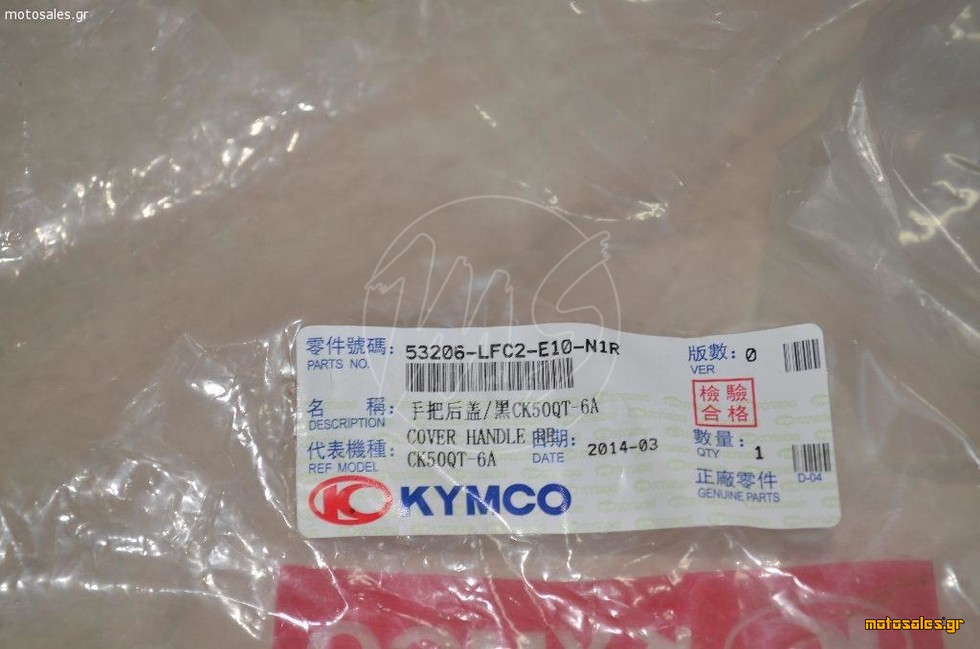 motosales.gr
零件號碼: 53206-LFC2-E10-N1R
PARTS NO.
版數: 0
VER
檢驗
合格
名 稱: 手把后盖/黑CK50QT-6A
DESCRIPTION COVER HANDLE RR
日期: 2014-03
DATE
數量: 1
QTY
代表機種: CK50QT-6A
REF MODEL
正廠零件 D-04
GENUINE PARTS
KC KYMCO
MS
motosales.gr